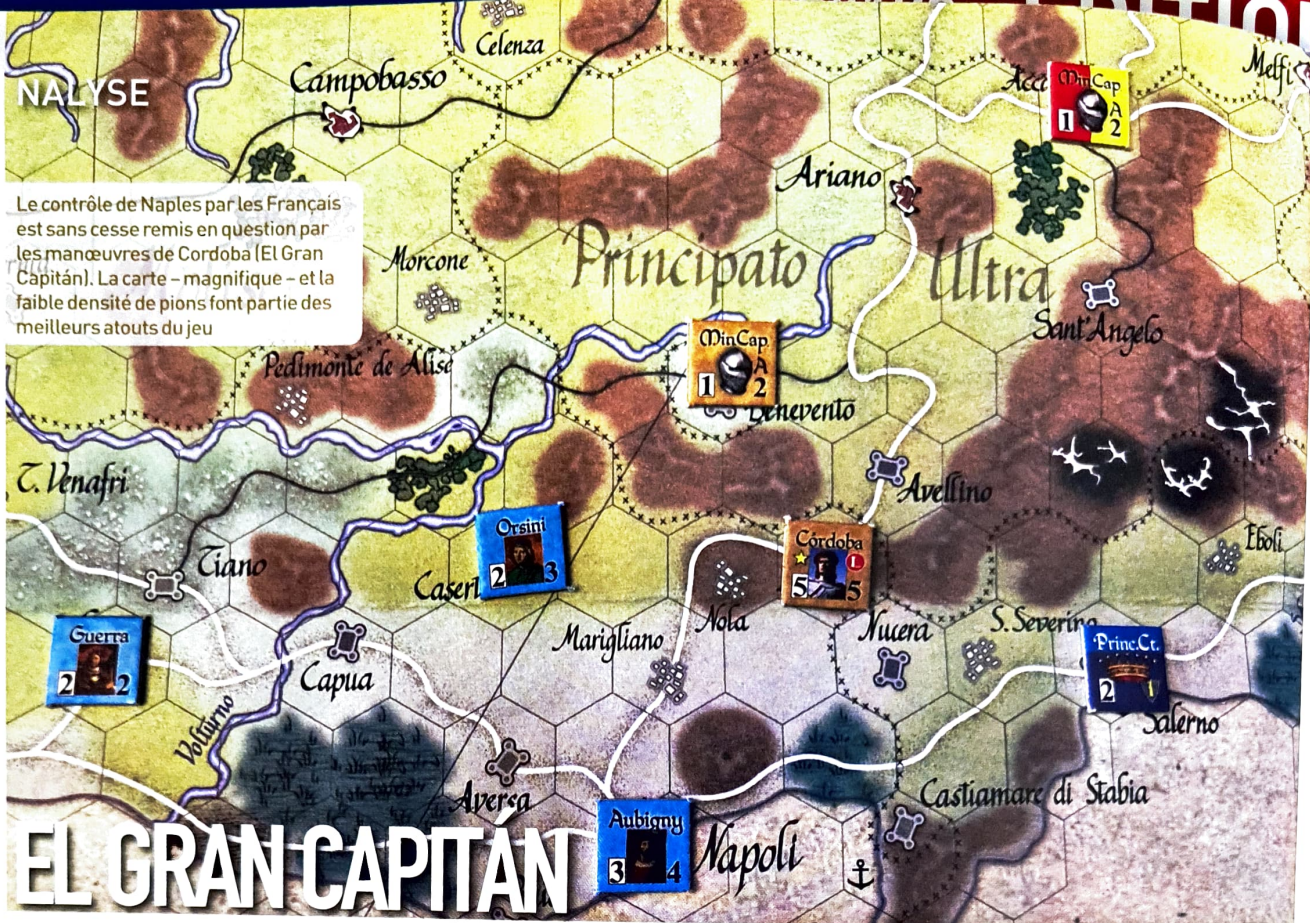 DITION
Celenza
Campobasso
Melfi
NALYSE
MinCap
A
1 2
Ariano
Le contrôle de Naples par les Français
est sans cesse remis en question par
les manœuvres de Cordoba (El Gran
Capitán). La carte – magnifique – et la
faible densité de pions font partie des
meilleurs atouts du jeu
Morcone
Principato Ultra
Sant'Angelo
MinCap
A
1 2
Pedimonte de Alise
Benevento
T. Venafri
Avellino
Orsini
2 3
Córdoba
L
5 5
Eboli
Tiano
Casert
Nola
Nucera
S. Severino
Marigliano
Guerra
2 2
Princ.Ct.
2 1
Capua
Volturno
Salerno
Aversa
Castiamare di Stabia
Aubigny
3 4
Napoli
EL GRAN CAPITÁN